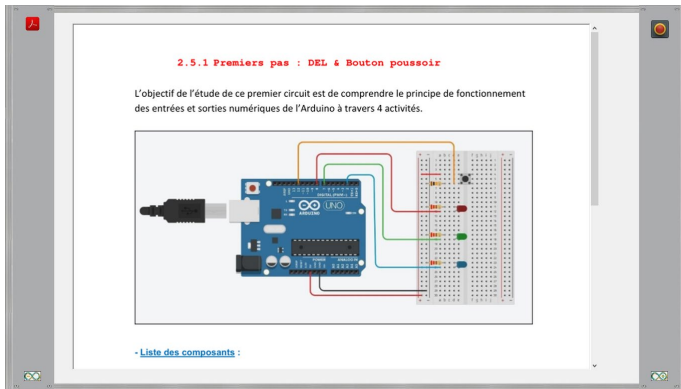 2.5.1 Premiers pas : DEL & Bouton poussoir
L'objectif de l'étude de ce premier circuit est de comprendre le principe de fonctionnement
des entrées et sorties numériques de l'Arduino à travers 4 activités.
UNO
ARDUINO
- Liste des composants :